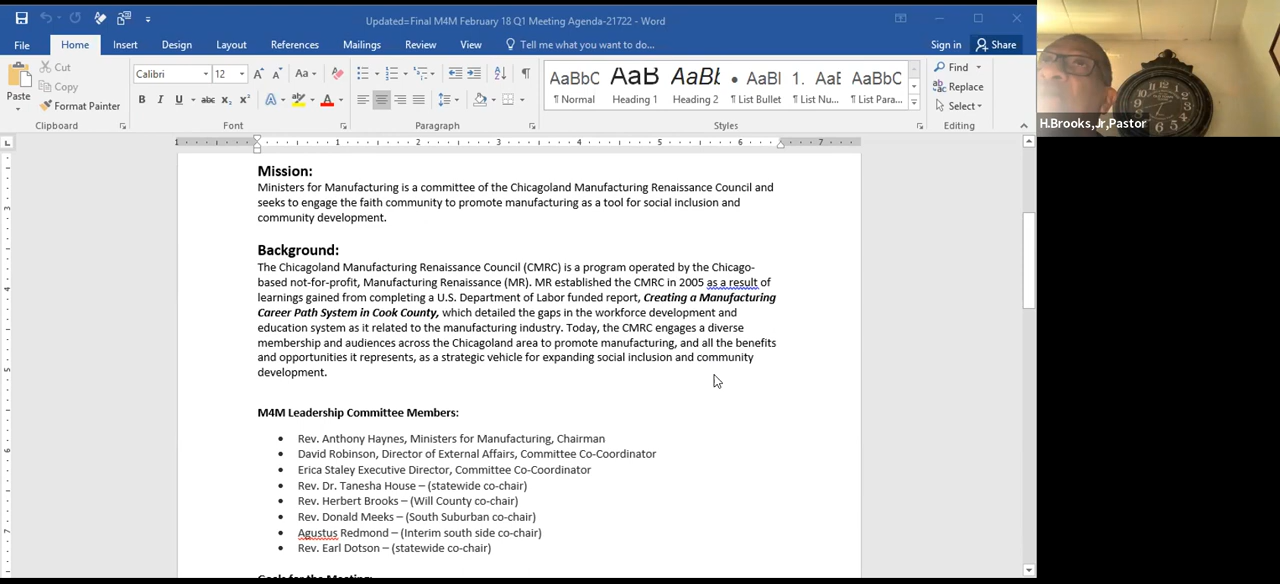 Updated=Final M4M February 18 Q1 Meeting Agenda-21722 - Word
File Home Insert Design Layout References Mailings Review View Tell me what you want to do... Sign in Share
Paste
Cut
Copy
Format Painter
Clipboard
Calibri 12
Font
Paragraph
AaBbC AaB AaBb AaBl 1. AaE AaBbC
¶ Normal Heading 1 Heading 2 ¶ List Bullet ¶ List Nu... ¶ List Para...
Styles
Find
Replace
Select
Editing
H.Brooks,Jr,Pastor
Mission:
Ministers for Manufacturing is a committee of the Chicagoland Manufacturing Renaissance Council and
seeks to engage the faith community to promote manufacturing as a tool for social inclusion and
community development.
Background:
The Chicagoland Manufacturing Renaissance Council (CMRC) is a program operated by the Chicago-
based not-for-profit, Manufacturing Renaissance (MR). MR established the CMRC in 2005 as a result of
learnings gained from completing a U.S. Department of Labor funded report, Creating a Manufacturing
Career Path System in Cook County, which detailed the gaps in the workforce development and
education system as it related to the manufacturing industry. Today, the CMRC engages a diverse
membership and audiences across the Chicagoland area to promote manufacturing, and all the benefits
and opportunities it represents, as a strategic vehicle for expanding social inclusion and community
development.
M4M Leadership Committee Members:
• Rev. Anthony Haynes, Ministers for Manufacturing, Chairman
• David Robinson, Director of External Affairs, Committee Co-Coordinator
• Erica Staley Executive Director, Committee Co-Coordinator
• Rev. Dr. Tanesha House – (statewide co-chair)
• Rev. Herbert Brooks – (Will County co-chair)
• Rev. Donald Meeks – (South Suburban co-chair)
• Agustus Redmond – (Interim south side co-chair)
• Rev. Earl Dotson – (statewide co-chair)
Goals for the Meeting: